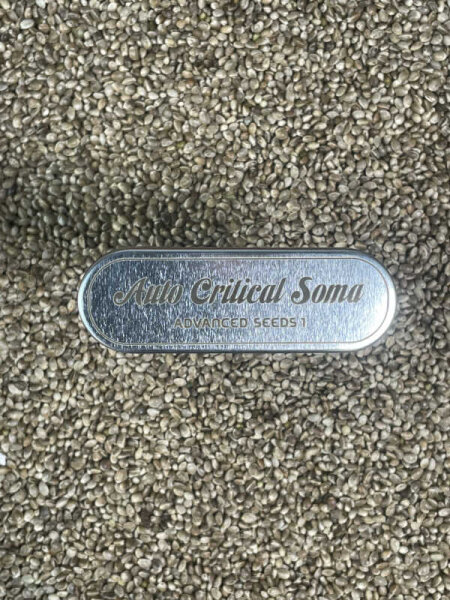 Auto Critical Soma
ADVANCED SEEDS 1